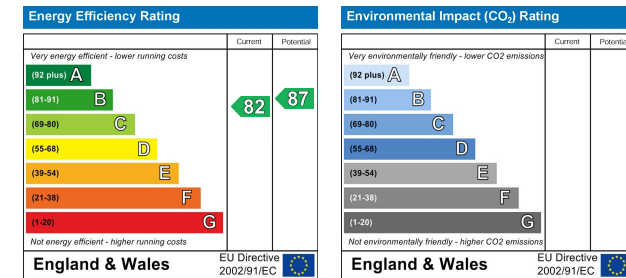 Energy Efficiency Rating
Current Potential
Very energy efficient - lower running costs
(92 plus) A
(81-91) B
(69-80) C
(55-68) D
(39-54) E
(21-38) F
(1-20) G
82 87
Not energy efficient - higher running costs
England & Wales
EU Directive
2002/91/EC
Environmental Impact (CO₂) Rating
Current Potential
Very environmentally friendly - lower CO2 emissions
(92 plus) A
(81-91) B
(69-80) C
(55-68) D
(39-54) E
(21-38) F
(1-20) G
Not environmentally friendly - higher CO2 emissions
England & Wales
EU Directive
2002/91/EC